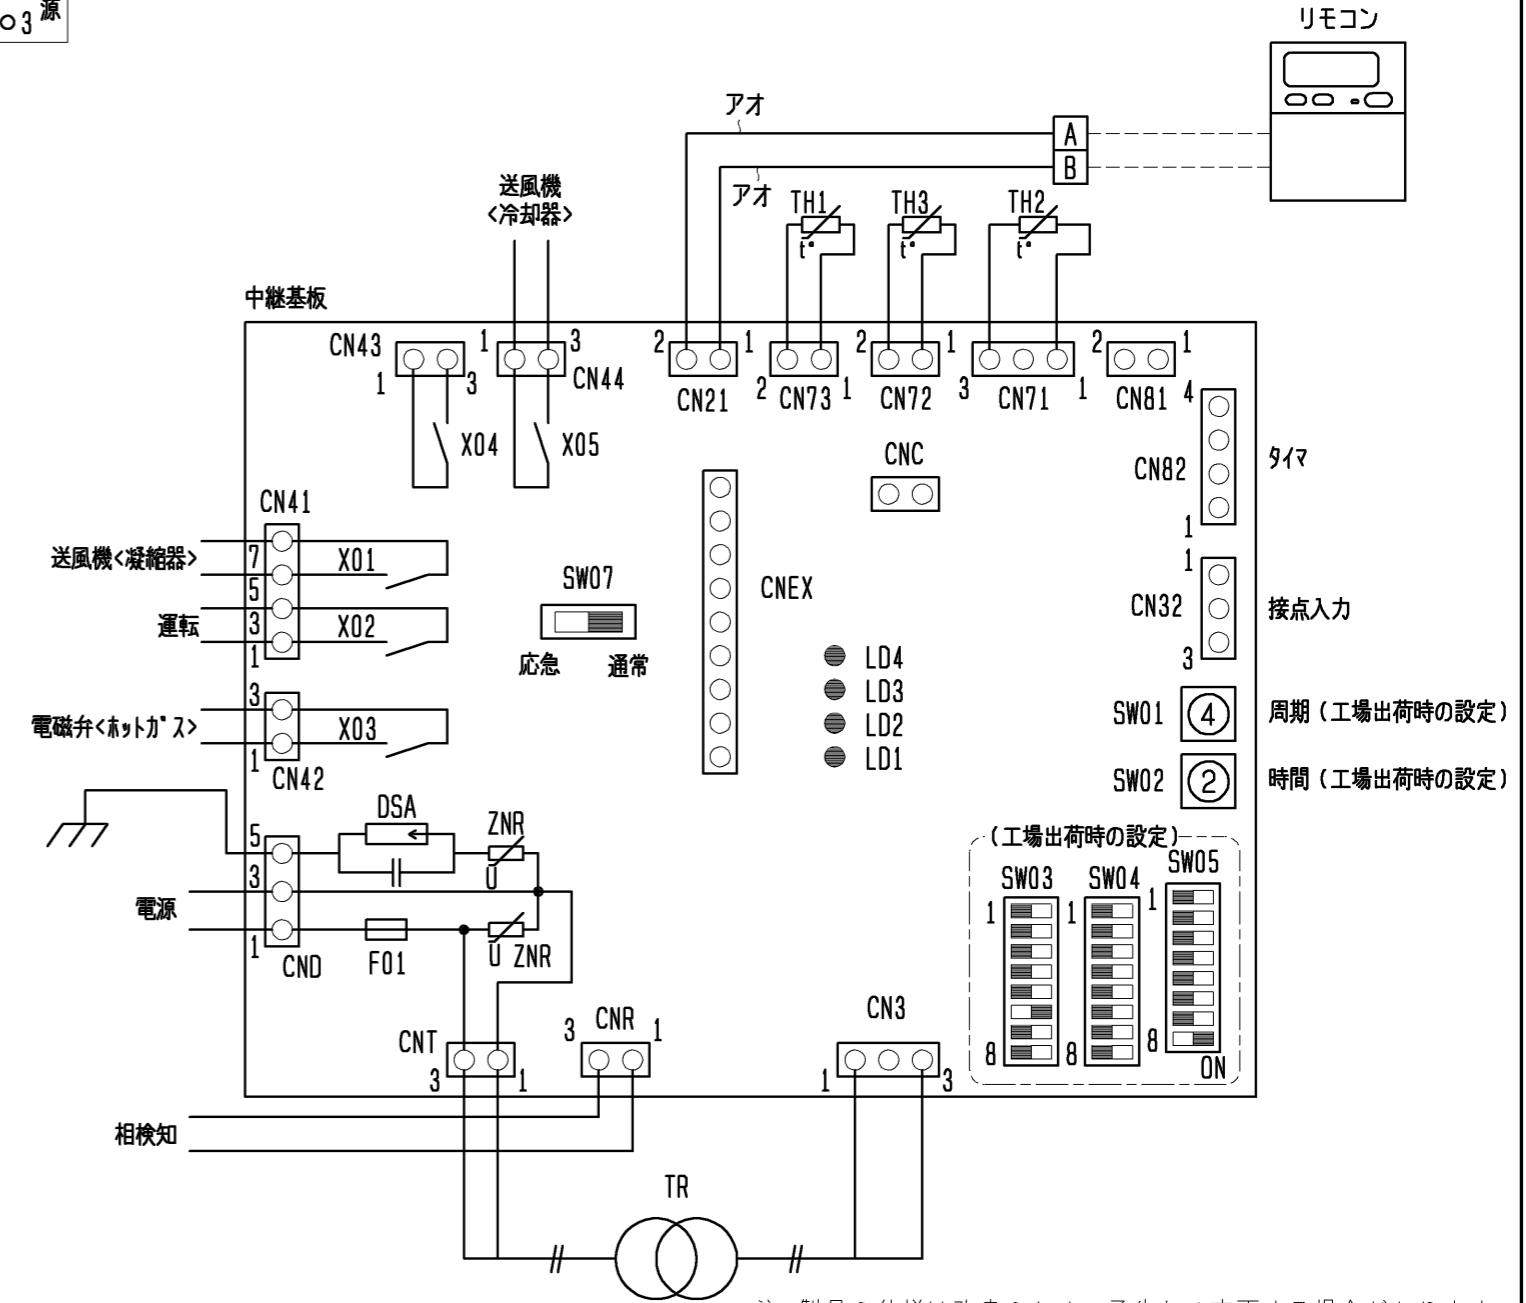 ○3 源
リモコン
アオ
A
B
アオ
送風機
<冷却器>
TH1
TH3
TH2
t°
t°
t°
中継基板
CN43
1
3
1
3
CN44
2
1
CN21
2
CN73
1
2
1
CN72
3
CN71
1
2
1
CN81
X04
X05
CNC
4
CN82
1
タイマ
CN41
送風機<凝縮器>
7
X01
5
運転
3
X02
1
SW07
応急
通常
CNEX
1
CN32
3
接点入力
LD4
LD3
LD2
LD1
電磁弁<ホットガス>
3
X03
1
CN42
SW01
4
周期(工場出荷時の設定)
SW02
2
時間(工場出荷時の設定)
DSA
ZNR
U
5
3
電源
1
CND
F01
U ZNR
(工場出荷時の設定)
SW03
SW04
SW05
1
1
1
8
8
8
ON
CNT
3
1
3
CNR
1
CN3
1
3
相検知
TR